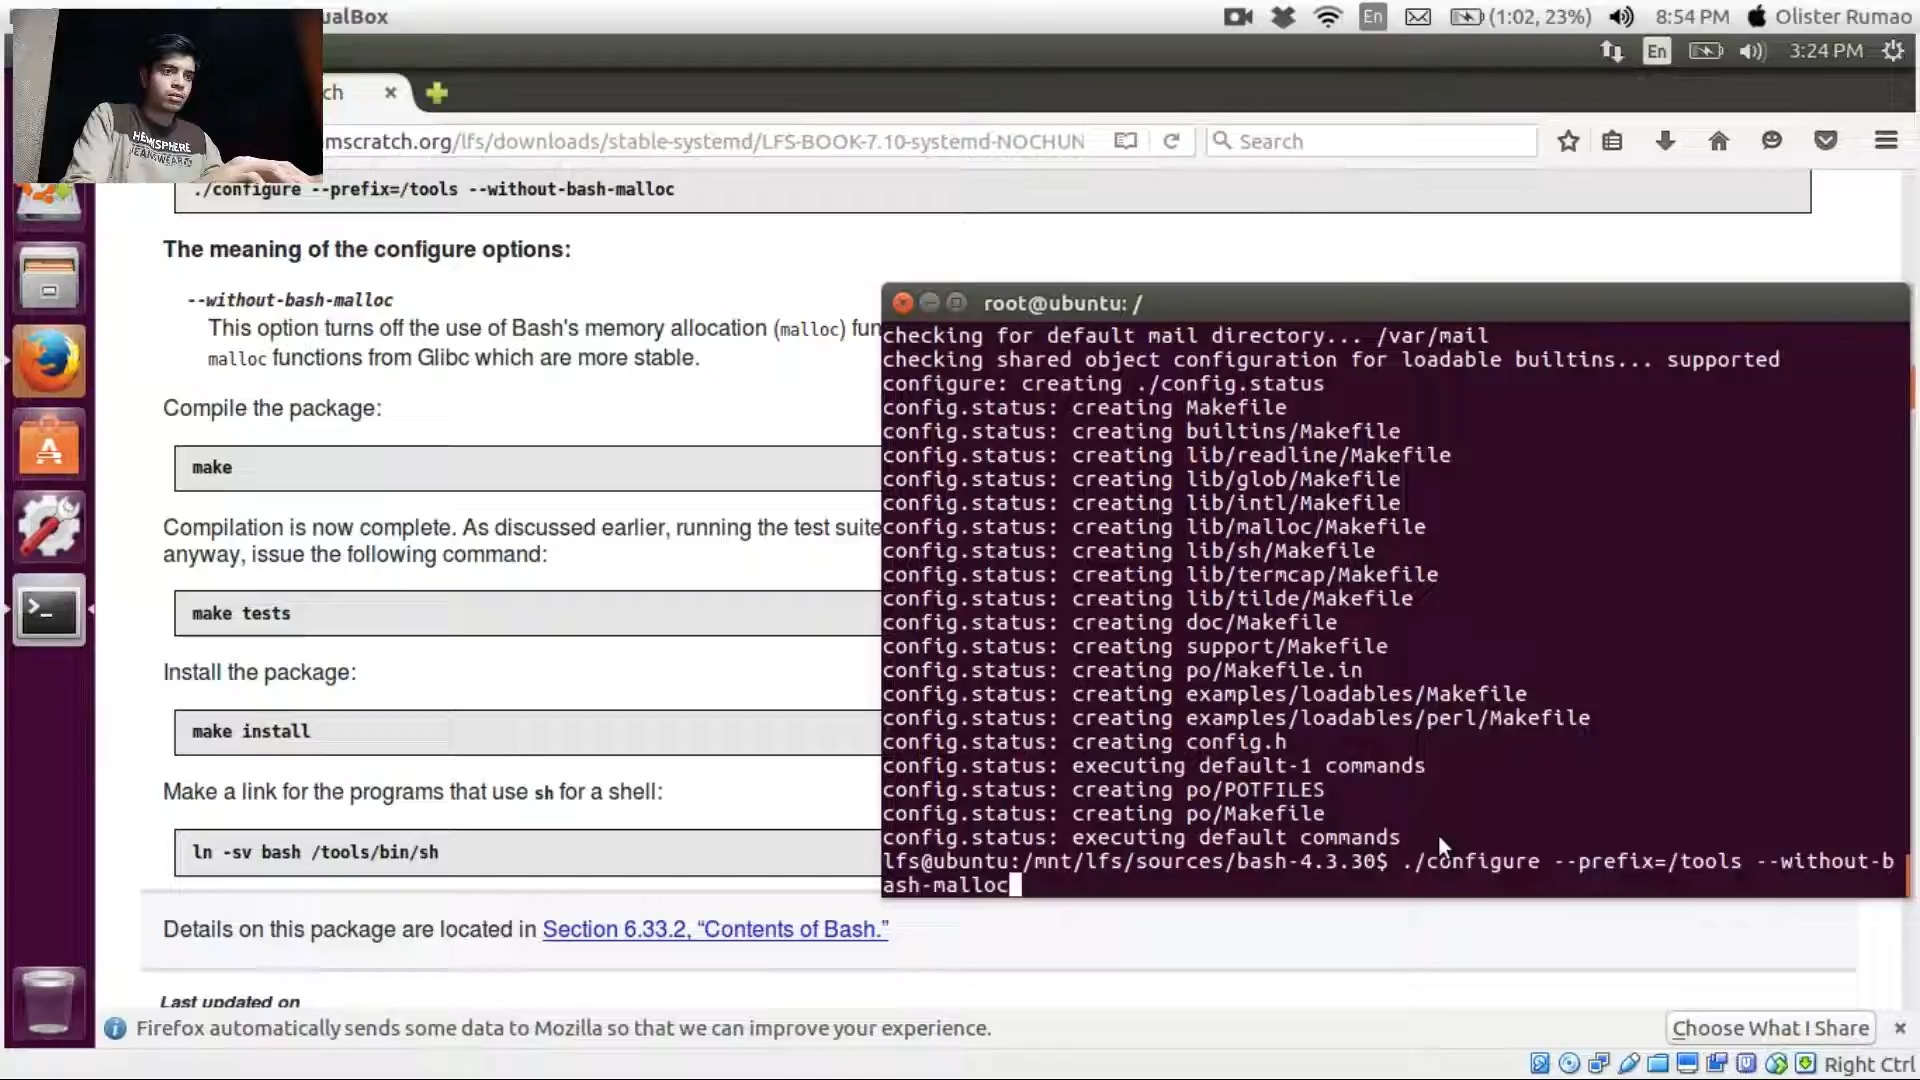 ualBox
En
(1:02, 23%)
8:54 PM
Olister Rumao
En
3:24 PM
ch
mscratch.org/lfs/downloads/stable-systemd/LFS-BOOK-7.10-systemd-NOCHUN
Search
HEMISPHERE
JEANSWEAR
./configure --prefix=/tools --without-bash-malloc
The meaning of the configure options:
--without-bash-malloc
This option turns off the use of Bash's memory allocation (malloc) fun
malloc functions from Glibc which are more stable.
Compile the package:
make
Compilation is now complete. As discussed earlier, running the test suite
anyway, issue the following command:
make tests
Install the package:
make install
Make a link for the programs that use sh for a shell:
ln -sv bash /tools/bin/sh
Details on this package are located in Section 6.33.2, “Contents of Bash.”
Last updated on
root@ubuntu: /
checking for default mail directory... /var/mail
checking shared object configuration for loadable builtins... supported
configure: creating ./config.status
config.status: creating Makefile
config.status: creating builtins/Makefile
config.status: creating lib/readline/Makefile
config.status: creating lib/glob/Makefile
config.status: creating lib/intl/Makefile
config.status: creating lib/malloc/Makefile
config.status: creating lib/sh/Makefile
config.status: creating lib/termcap/Makefile
config.status: creating lib/tilde/Makefile
config.status: creating doc/Makefile
config.status: creating support/Makefile
config.status: creating po/Makefile.in
config.status: creating examples/loadables/Makefile
config.status: creating examples/loadables/perl/Makefile
config.status: creating config.h
config.status: executing default-1 commands
config.status: creating po/POTFILES
config.status: creating po/Makefile
config.status: executing default commands
lfs@ubuntu:/mnt/lfs/sources/bash-4.3.30$ ./configure --prefix=/tools --without-b
ash-malloc
Firefox automatically sends some data to Mozilla so that we can improve your experience.
Choose What I Share
Right Ctrl